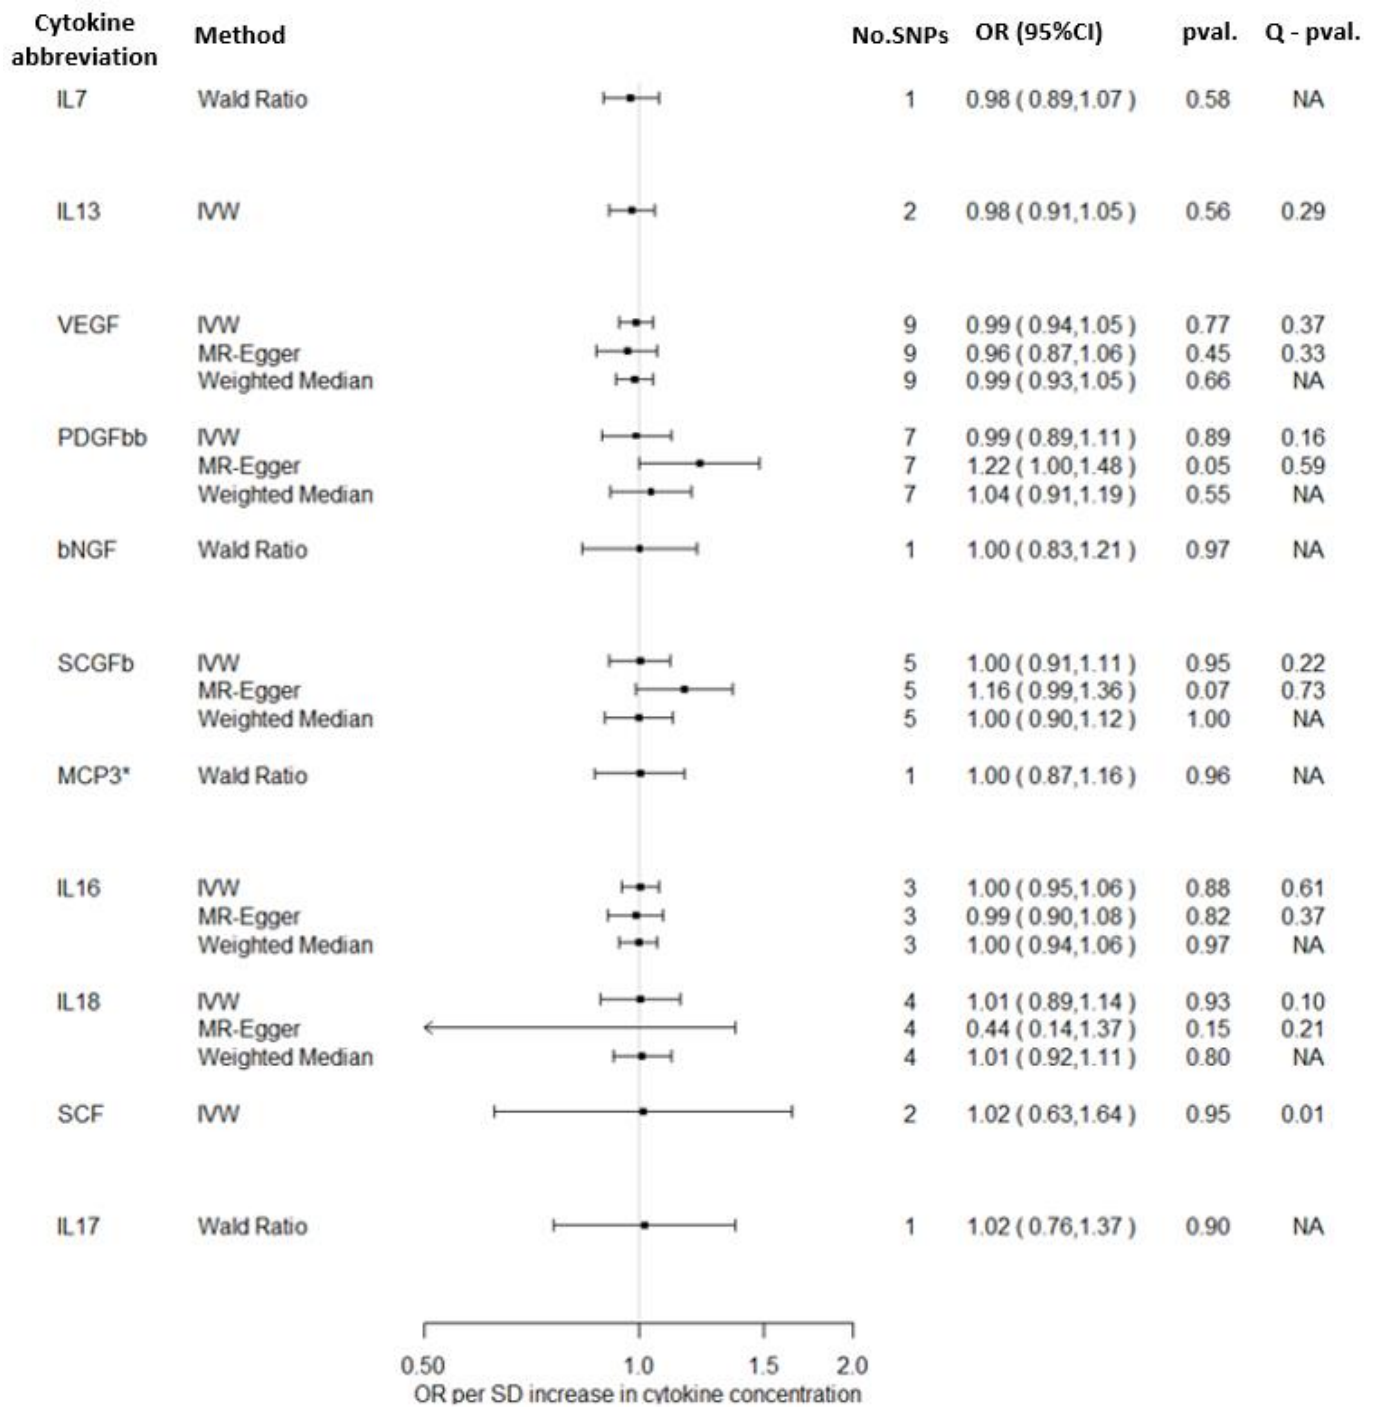 Cytokine abbreviation Method No.SNPs OR (95%CI) pval. Q - pval.
IL7 Wald Ratio 1 0.98 ( 0.89,1.07 ) 0.58 NA
IL13 IVW 2 0.98 ( 0.91,1.05 ) 0.56 0.29
VEGF IVW 9 0.99 ( 0.94,1.05 ) 0.77 0.37
MR-Egger 9 0.96 ( 0.87,1.06 ) 0.45 0.33
Weighted Median 9 0.99 ( 0.93,1.05 ) 0.66 NA
PDGFbb IVW 7 0.99 ( 0.89,1.11 ) 0.89 0.16
MR-Egger 7 1.22 ( 1.00,1.48 ) 0.05 0.59
Weighted Median 7 1.04 ( 0.91,1.19 ) 0.55 NA
bNGF Wald Ratio 1 1.00 ( 0.83,1.21 ) 0.97 NA
SCGFb IVW 5 1.00 ( 0.91,1.11 ) 0.95 0.22
MR-Egger 5 1.16 ( 0.99,1.36 ) 0.07 0.73
Weighted Median 5 1.00 ( 0.90,1.12 ) 1.00 NA
MCP3* Wald Ratio 1 1.00 ( 0.87,1.16 ) 0.96 NA
IL16 IVW 3 1.00 ( 0.95,1.06 ) 0.88 0.61
MR-Egger 3 0.99 ( 0.90,1.08 ) 0.82 0.37
Weighted Median 3 1.00 ( 0.94,1.06 ) 0.97 NA
IL18 IVW 4 1.01 ( 0.89,1.14 ) 0.93 0.10
MR-Egger 4 0.44 ( 0.14,1.37 ) 0.15 0.21
Weighted Median 4 1.01 ( 0.92,1.11 ) 0.80 NA
SCF IVW 2 1.02 ( 0.63,1.64 ) 0.95 0.01
IL17 Wald Ratio 1 1.02 ( 0.76,1.37 ) 0.90 NA
0.50 1.0 1.5 2.0
OR per SD increase in cytokine concentration